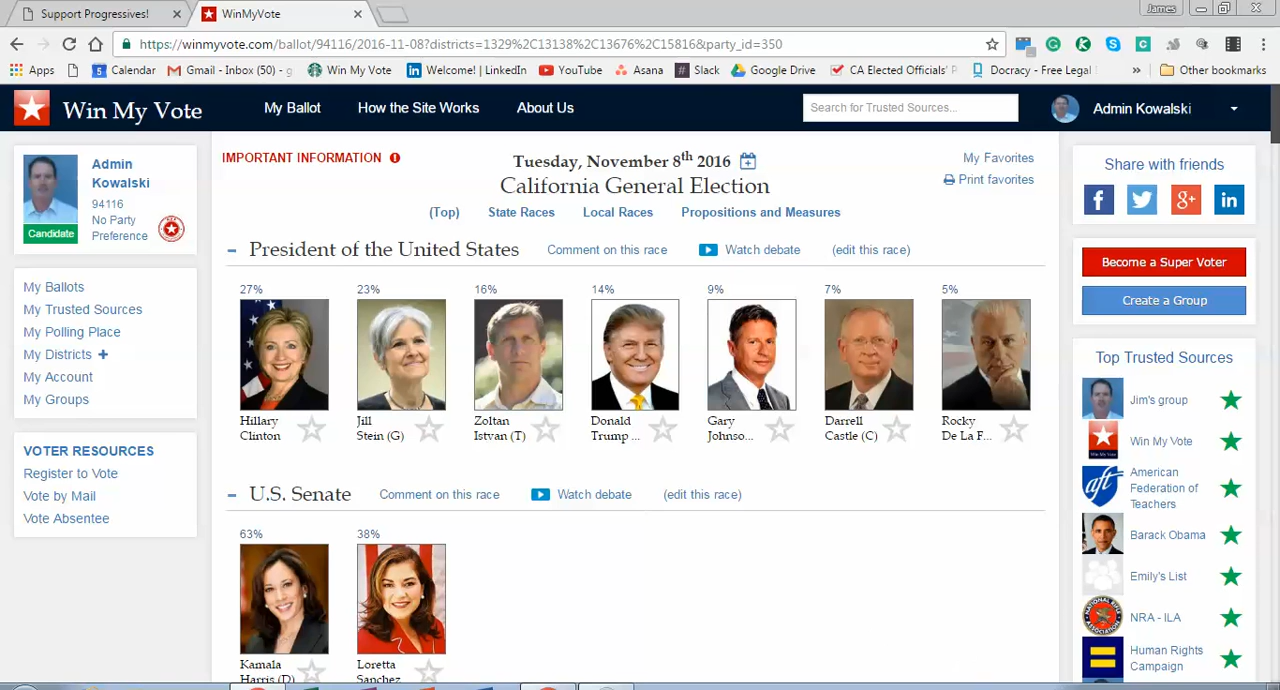 Support Progressives!
WinMyVote
James
https://winmyvote.com/ballot/94116/2016-11-08?districts=1329%2C13138%2C13676%2C15816&party_id=350
Apps
Calendar
Gmail - Inbox (50) - g
Win My Vote
Welcome! | LinkedIn
YouTube
Asana
Slack
Google Drive
CA Elected Officials' F
Docracy - Free Legal
Other bookmarks
Win My Vote
My Ballot
How the Site Works
About Us
Search for Trusted Sources...
Admin Kowalski
Admin
Kowalski
94116
No Party
Preference
Candidate
My Ballots
My Trusted Sources
My Polling Place
My Districts +
My Account
My Groups
VOTER RESOURCES
Register to Vote
Vote by Mail
Vote Absentee
IMPORTANT INFORMATION
Tuesday, November 8th 2016
California General Election
My Favorites
Print favorites
(Top)
State Races
Local Races
Propositions and Measures
President of the United States
Comment on this race
Watch debate
(edit this race)
27%
23%
16%
14%
9%
7%
5%
Hillary
Clinton
Jill
Stein (G)
Zoltan
Istvan (T)
Donald
Trump ...
Gary
Johnso...
Darrell
Castle (C)
Rocky
De La F...
U.S. Senate
Comment on this race
Watch debate
(edit this race)
63%
38%
Kamala
Harris (D)
Loretta
Sanchez
Share with friends
Become a Super Voter
Create a Group
Top Trusted Sources
Jim's group
Win My Vote
aft
American
Federation of
Teachers
Barack Obama
Emily's List
NRA - ILA
Human Rights
Campaign